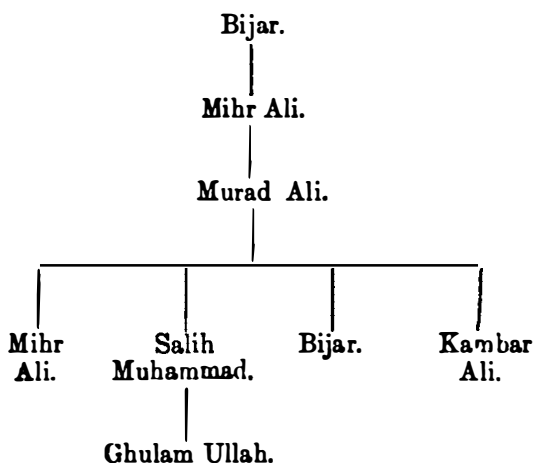 Bijar.
Mihr Ali.
Murad Ali.
Mihr Salih Bijar. Kambar
Ali. Muhammad. Ali.
Ghulam Ullah.